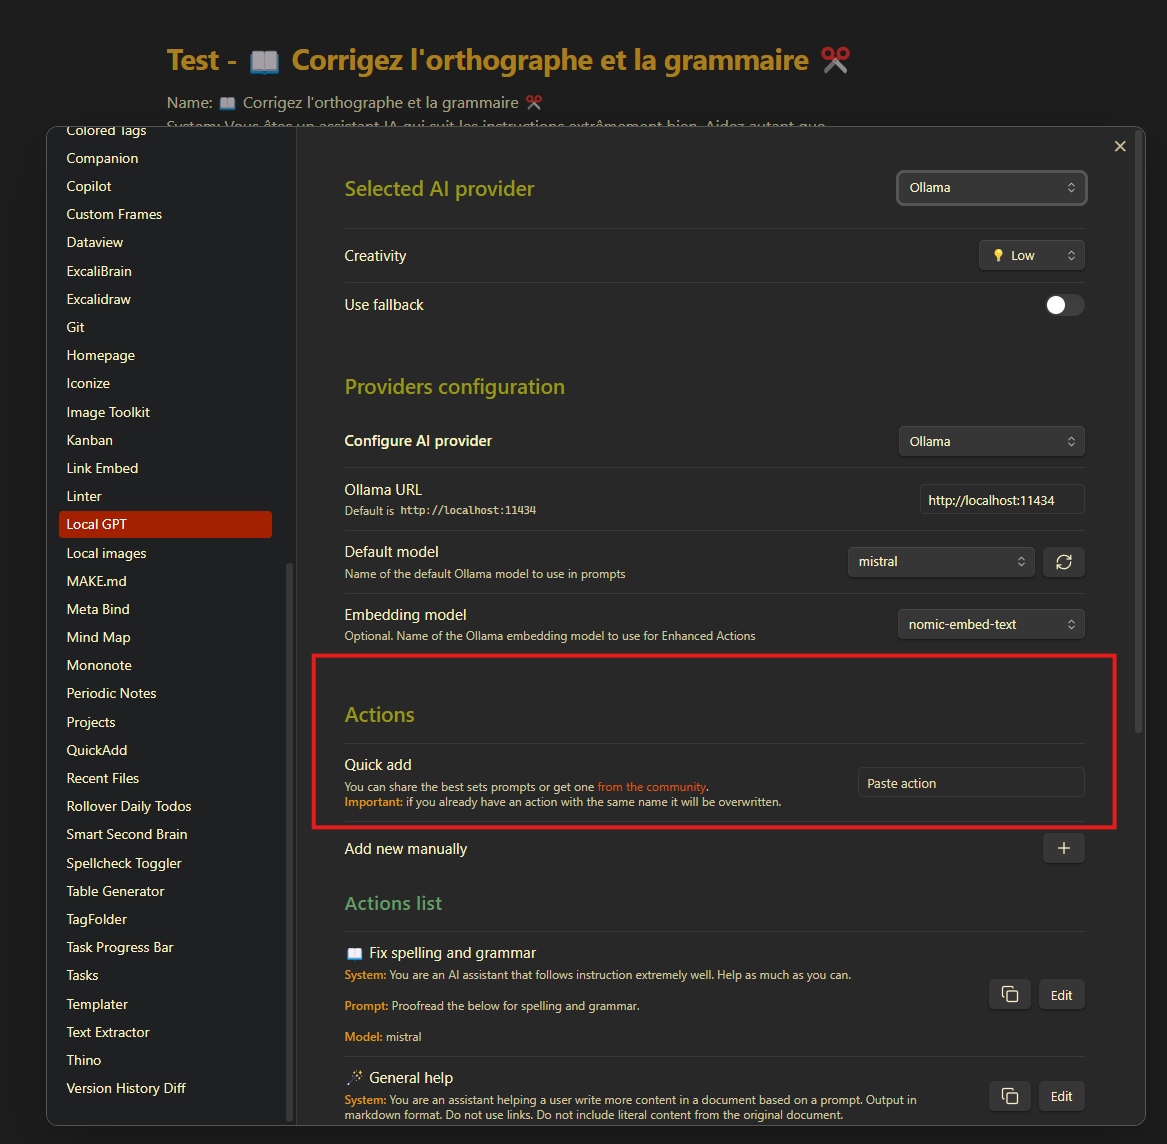 Test - 📖 Corrigez l'orthographe et la grammaire ✂️
Name: 📖 Corrigez l'orthographe et la grammaire ✂️
System: Vous êtes un assistant IA qui suit les instructions extrêmement bien. Aidez autant que
Colored Tags
Companion
Copilot
Custom Frames
Dataview
ExcaliBrain
Excalidraw
Git
Homepage
Iconize
Image Toolkit
Kanban
Link Embed
Linter
Local GPT
Local images
MAKE.md
Meta Bind
Mind Map
Mononote
Periodic Notes
Projects
QuickAdd
Recent Files
Rollover Daily Todos
Smart Second Brain
Spellcheck Toggler
Table Generator
TagFolder
Task Progress Bar
Tasks
Templater
Text Extractor
Thino
Version History Diff
Selected AI provider
Ollama
Creativity
💡 Low
Use fallback
Providers configuration
Configure AI provider
Ollama
Ollama URL
Default is http://localhost:11434
http://localhost:11434
Default model
Name of the default Ollama model to use in prompts
mistral
Embedding model
Optional. Name of the Ollama embedding model to use for Enhanced Actions
nomic-embed-text
Actions
Quick add
You can share the best sets prompts or get one from the community.
Important: if you already have an action with the same name it will be overwritten.
Paste action
Add new manually
Actions list
📖 Fix spelling and grammar
System: You are an AI assistant that follows instruction extremely well. Help as much as you can.
Prompt: Proofread the below for spelling and grammar.
Model: mistral
Edit
🪄 General help
System: You are an assistant helping a user write more content in a document based on a prompt. Output in
markdown format. Do not use links. Do not include literal content from the original document.
Edit